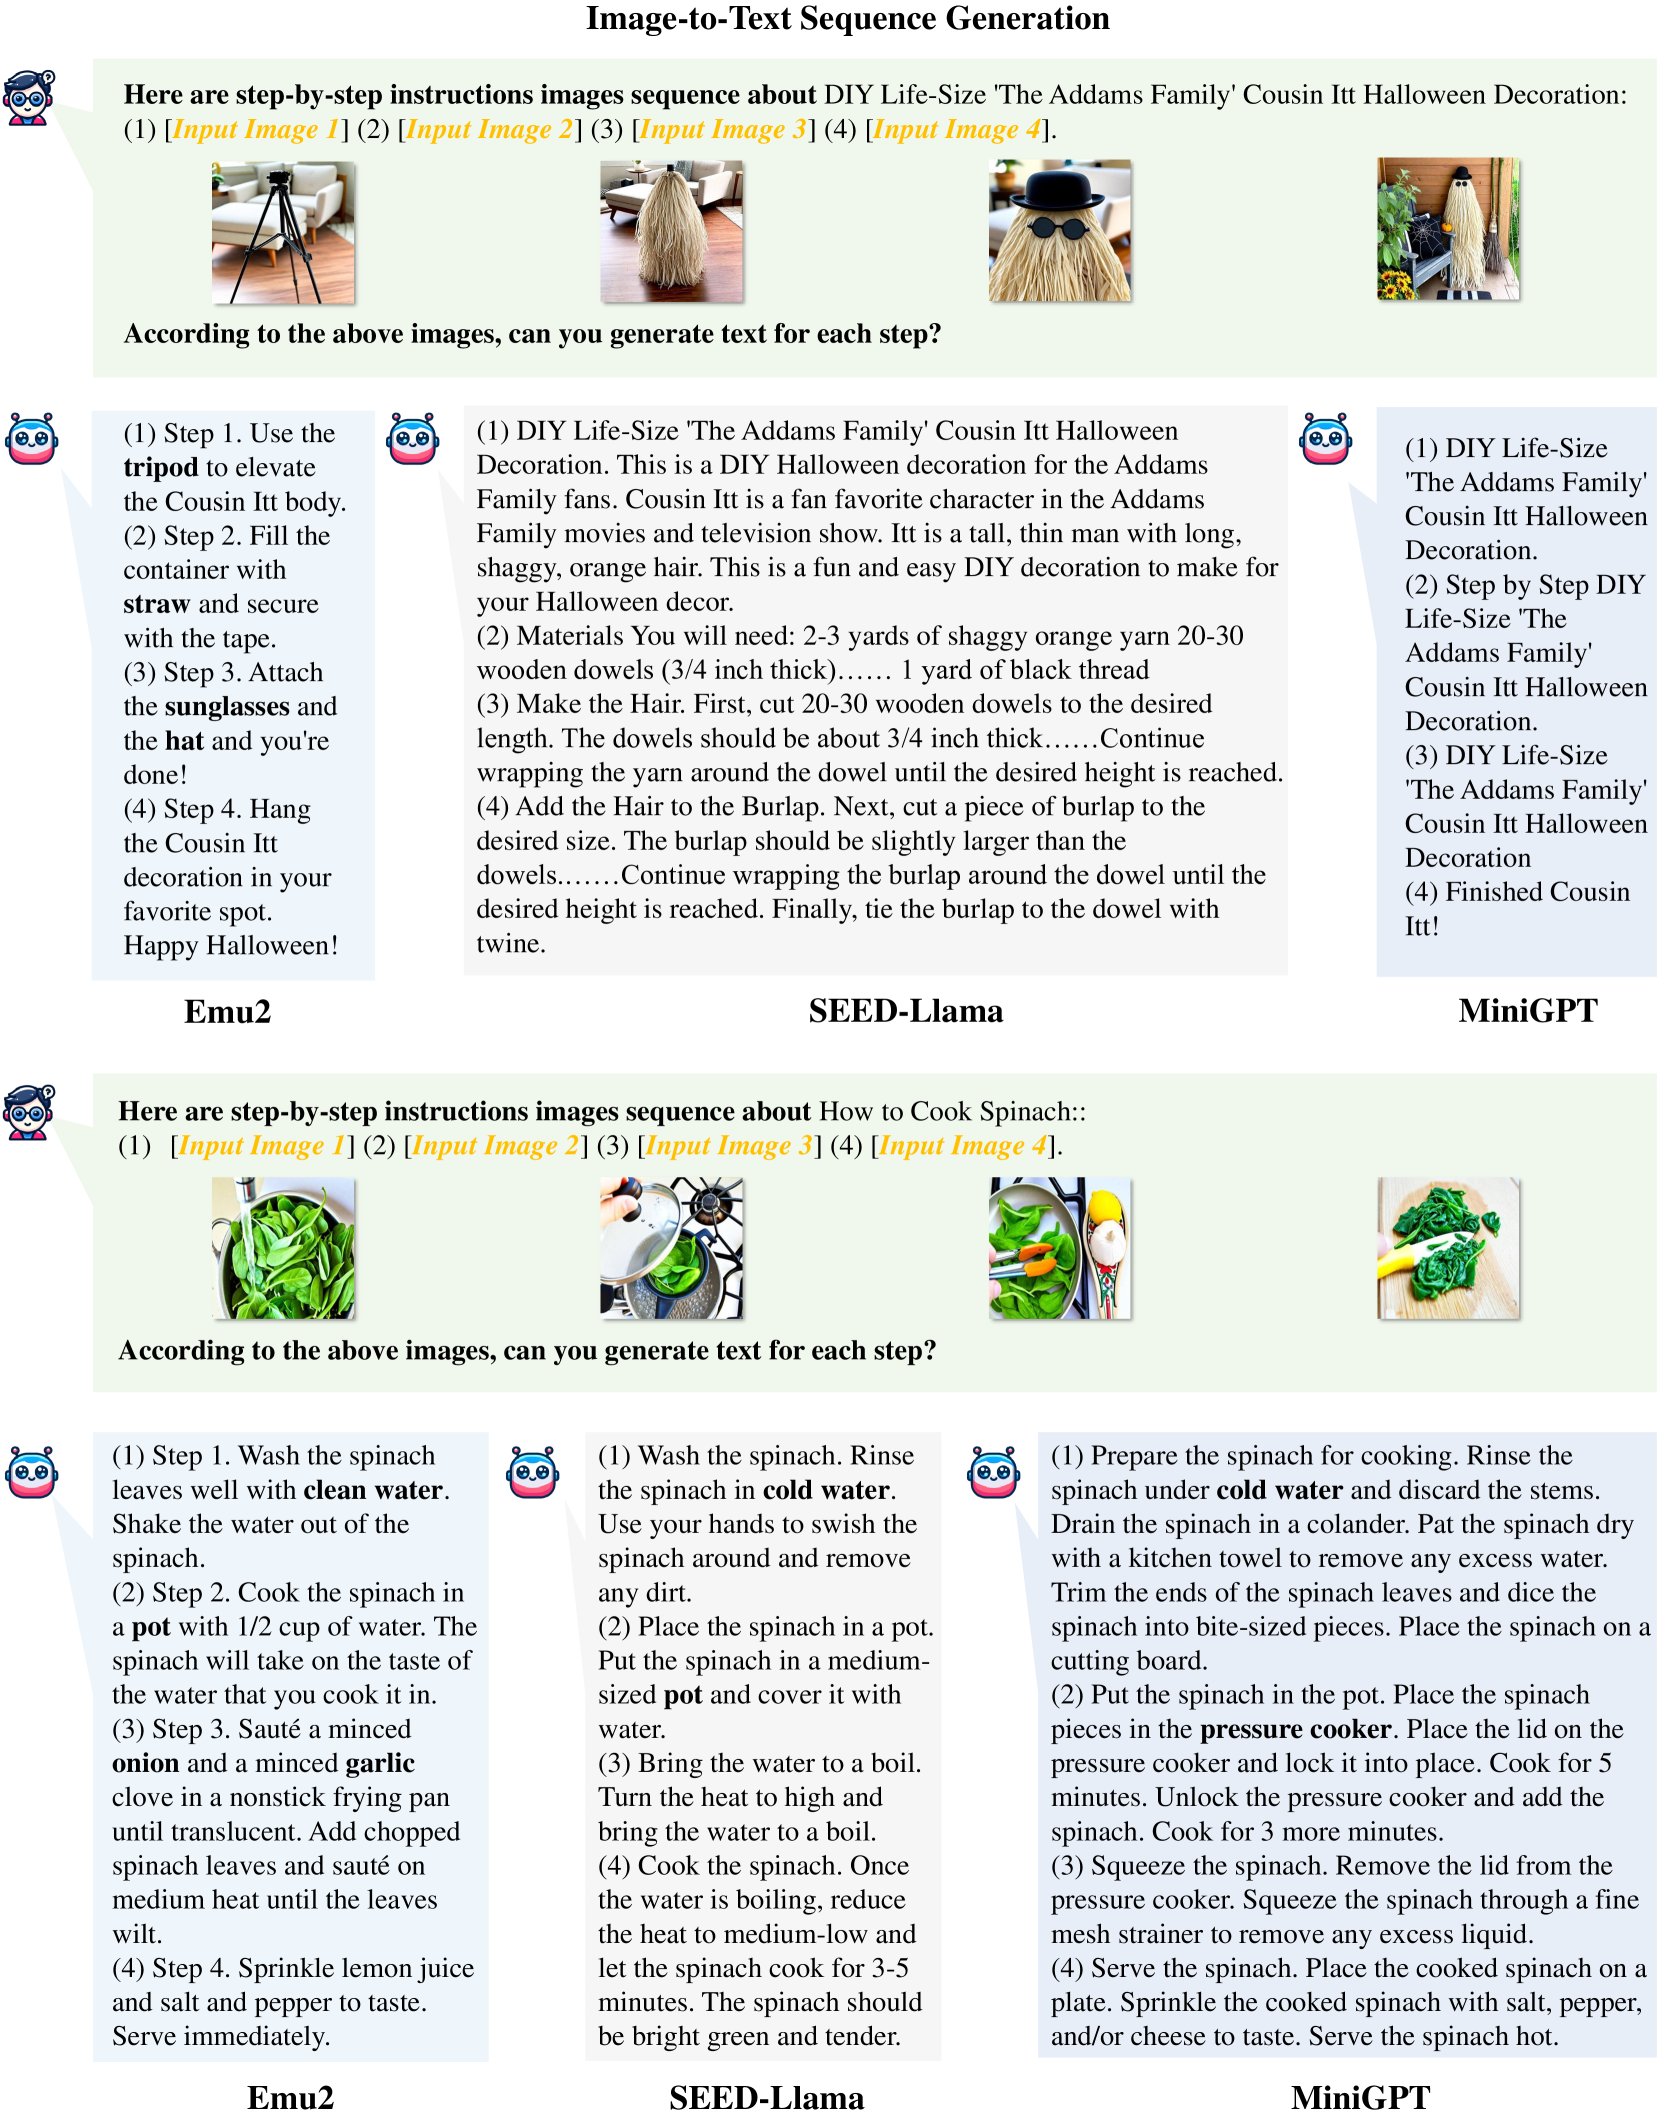 Image-to-Text Sequence Generation
Here are step-by-step instructions images sequence about DIY Life-Size 'The Addams Family' Cousin Itt Halloween Decoration:
(1) [Input Image 1] (2) [Input Image 2] (3) [Input Image 3] (4) [Input Image 4].
According to the above images, can you generate text for each step?
(1) Step 1. Use the
tripod to elevate
the Cousin Itt body.
(2) Step 2. Fill the
container with
straw and secure
with the tape.
(3) Step 3. Attach
the sunglasses and
the hat and you're
done!
(4) Step 4. Hang
the Cousin Itt
decoration in your
favorite spot.
Happy Halloween!
Emu2
(1) DIY Life-Size 'The Addams Family' Cousin Itt Halloween
Decoration. This is a DIY Halloween decoration for the Addams
Family fans. Cousin Itt is a fan favorite character in the Addams
Family movies and television show. Itt is a tall, thin man with long,
shaggy, orange hair. This is a fun and easy DIY decoration to make for
your Halloween decor.
(2) Materials You will need: 2-3 yards of shaggy orange yarn 20-30
wooden dowels (3/4 inch thick)…… 1 yard of black thread
(3) Make the Hair. First, cut 20-30 wooden dowels to the desired
length. The dowels should be about 3/4 inch thick……Continue
wrapping the yarn around the dowel until the desired height is reached.
(4) Add the Hair to the Burlap. Next, cut a piece of burlap to the
desired size. The burlap should be slightly larger than the
dowels.……Continue wrapping the burlap around the dowel until the
desired height is reached. Finally, tie the burlap to the dowel with
twine.
SEED-Llama
(1) DIY Life-Size
'The Addams Family'
Cousin Itt Halloween
Decoration.
(2) Step by Step DIY
Life-Size 'The
Addams Family'
Cousin Itt Halloween
Decoration.
(3) DIY Life-Size
'The Addams Family'
Cousin Itt Halloween
Decoration
(4) Finished Cousin
Itt!
MiniGPT
Here are step-by-step instructions images sequence about How to Cook Spinach::
(1) [Input Image 1] (2) [Input Image 2] (3) [Input Image 3] (4) [Input Image 4].
According to the above images, can you generate text for each step?
(1) Step 1. Wash the spinach
leaves well with clean water.
Shake the water out of the
spinach.
(2) Step 2. Cook the spinach in
a pot with 1/2 cup of water. The
spinach will take on the taste of
the water that you cook it in.
(3) Step 3. Sauté a minced
onion and a minced garlic
clove in a nonstick frying pan
until translucent. Add chopped
spinach leaves and sauté on
medium heat until the leaves
wilt.
(4) Step 4. Sprinkle lemon juice
and salt and pepper to taste.
Serve immediately.
Emu2
(1) Wash the spinach. Rinse
the spinach in cold water.
Use your hands to swish the
spinach around and remove
any dirt.
(2) Place the spinach in a pot.
Put the spinach in a medium-
sized pot and cover it with
water.
(3) Bring the water to a boil.
Turn the heat to high and
bring the water to a boil.
(4) Cook the spinach. Once
the water is boiling, reduce
the heat to medium-low and
let the spinach cook for 3-5
minutes. The spinach should
be bright green and tender.
SEED-Llama
(1) Prepare the spinach for cooking. Rinse the
spinach under cold water and discard the stems.
Drain the spinach in a colander. Pat the spinach dry
with a kitchen towel to remove any excess water.
Trim the ends of the spinach leaves and dice the
spinach into bite-sized pieces. Place the spinach on a
cutting board.
(2) Put the spinach in the pot. Place the spinach
pieces in the pressure cooker. Place the lid on the
pressure cooker and lock it into place. Cook for 5
minutes. Unlock the pressure cooker and add the
spinach. Cook for 3 more minutes.
(3) Squeeze the spinach. Remove the lid from the
pressure cooker. Squeeze the spinach through a fine
mesh strainer to remove any excess liquid.
(4) Serve the spinach. Place the cooked spinach on a
plate. Sprinkle the cooked spinach with salt, pepper,
and/or cheese to taste. Serve the spinach hot.
MiniGPT